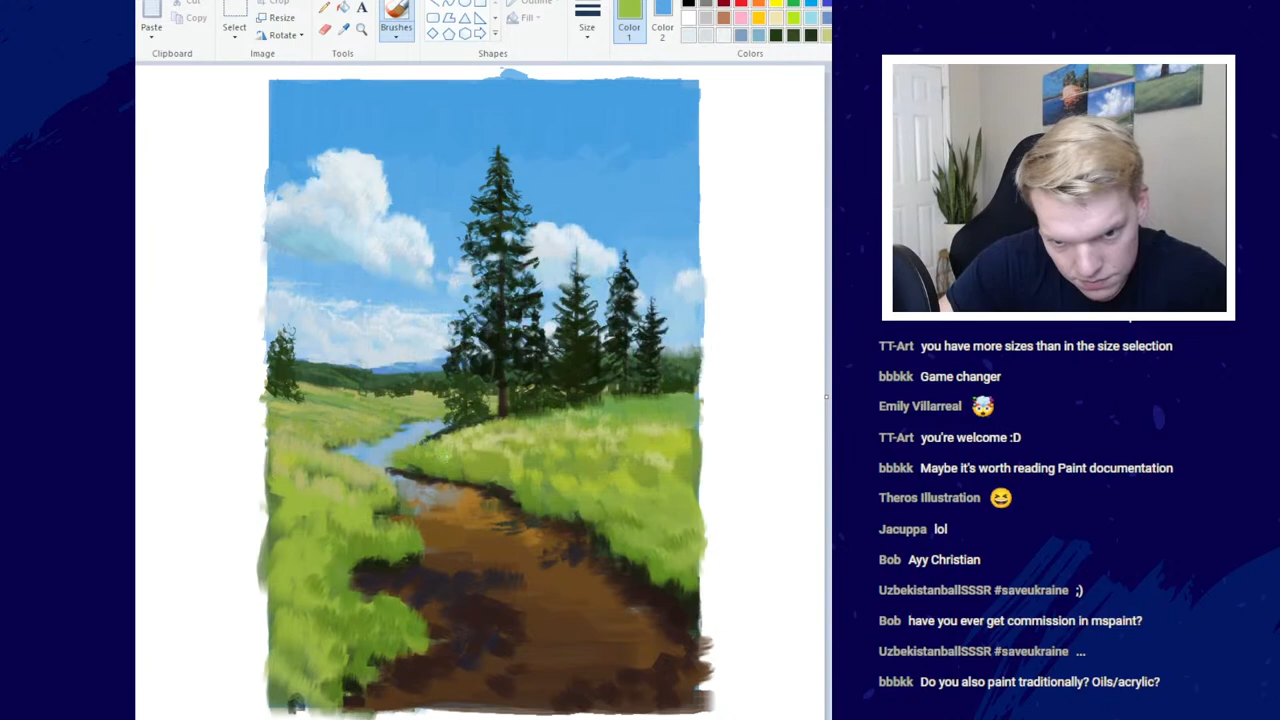 Cut
Crop
Outline
Copy
Resize
Fill
Paste
Select
Rotate
A
Brushes
Size
Color
1
Color
2
Clipboard
Image
Tools
Shapes
Colors
TT-Art you have more sizes than in the size selection
bbbkk Game changer
Emily Villarreal 🤯
TT-Art you're welcome :D
bbbkk Maybe it's worth reading Paint documentation
Theros Illustration 😆
Jacuppa lol
Bob Ayy Christian
UzbekistanballSSSR #saveukraine ;)
Bob have you ever get commission in mspaint?
UzbekistanballSSSR #saveukraine ...
bbbkk Do you also paint traditionally? Oils/acrylic?